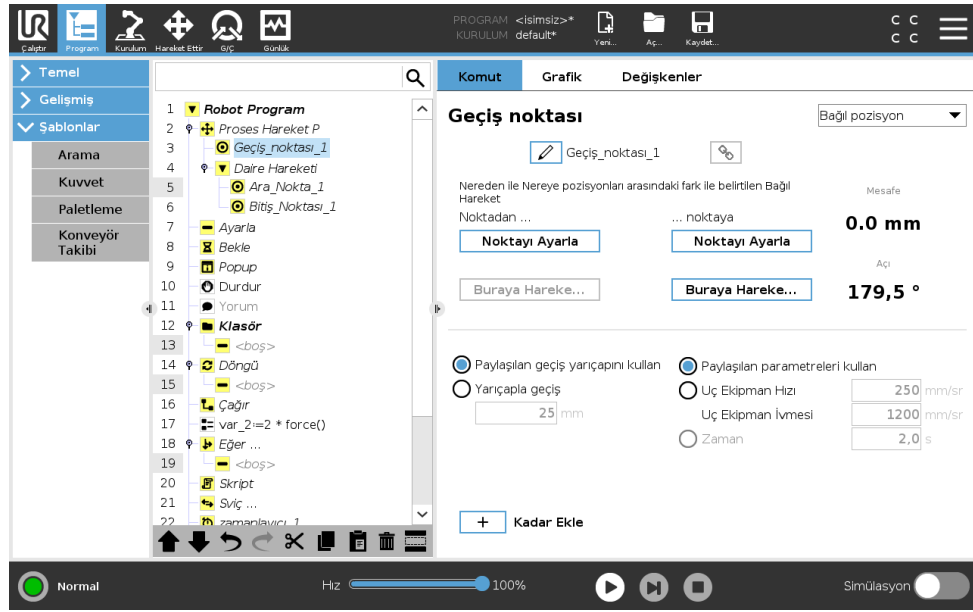 PROGRAM <isimsiz>*
KURULUM default*
Çalıştır
Program
Kurulum
Hareket Ettir
G/Ç
Günlük
Yeni...
Aç...
Kaydet...
C C
C C
Temel
Gelişmiş
Şablonlar
Arama
Kuvvet
Paletleme
Konveyör
Takibi
1 Robot Program
2 Proses Hareket P
3 Geçiş_noktası_1
4 Daire Hareketi
5 Ara_Nokta_1
6 Bitiş_Noktası_1
7 Ayarla
8 Bekle
9 Popup
10 Durdur
11 Yorum
12 Klasör
13 <boş>
14 Döngü
15 <boş>
16 Çağır
17 var_2≔2 * force()
18 Eğer ...
19 <boş>
20 Skript
21 Sviç ...
22 zamanlayıcı_1
Komut
Grafik
Değişkenler
Geçiş noktası
Bağıl pozisyon
Geçiş_noktası_1
Nereden ile Nereye pozisyonları arasındaki fark ile belirtilen Bağıl
Hareket
Noktadan ...
... noktaya
Noktayı Ayarla
Noktayı Ayarla
Buraya Hareke...
Buraya Hareke...
Mesafe
0.0 mm
Açı
179,5 °
Paylaşılan geçiş yarıçapını kullan
Yarıçapla geçiş
25 mm
Paylaşılan parametreleri kullan
Uç Ekipman Hızı 250 mm/sr
Uç Ekipman İvmesi 1200 mm/sr
Zaman 2,0 s
+ Kadar Ekle
Normal
Hız
100%
Simülasyon